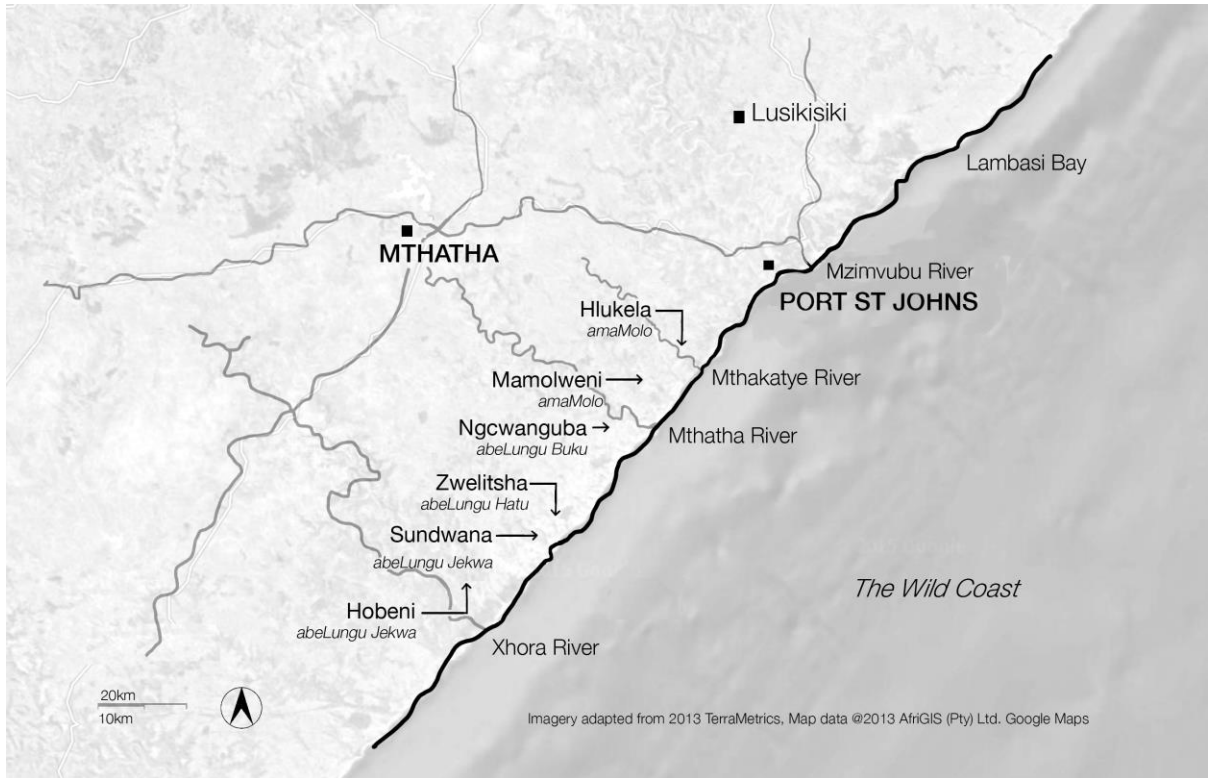 Lusikisiki
Lambasi Bay
MTHATHA
Mzimvubu River
PORT ST JOHNS
Hlukela
amaMolo
Mthakatye River
Mamolweni
amaMolo
Ngcwanguba
abeLungu Buku
Mthatha River
Zwelitsha
abeLungu Hatu
Sundwana
abeLungu Jekwa
The Wild Coast
Hobeni
abeLungu Jekwa
Xhora River
20km
10km
Imagery adapted from 2013 TerraMetrics, Map data @2013 AfriGIS (Pty) Ltd. Google Maps